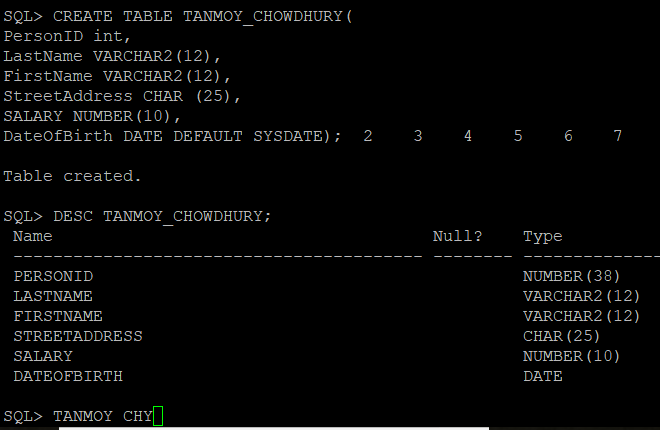 SQL> CREATE TABLE TANMOY_CHOWDHURY(
PersonID int,
LastName VARCHAR2(12),
FirstName VARCHAR2(12),
StreetAddress CHAR (25),
SALARY NUMBER(10),
DateOfBirth DATE DEFAULT SYSDATE);  2    3    4    5    6    7
Table created.
SQL> DESC TANMOY_CHOWDHURY;
Name                                      Null?    Type
----------------------------------------- -------- --------------
PERSONID                                           NUMBER(38)
LASTNAME                                           VARCHAR2(12)
FIRSTNAME                                          VARCHAR2(12)
STREETADDRESS                                      CHAR(25)
SALARY                                             NUMBER(10)
DATEOFBIRTH                                        DATE
SQL> TANMOY CHY